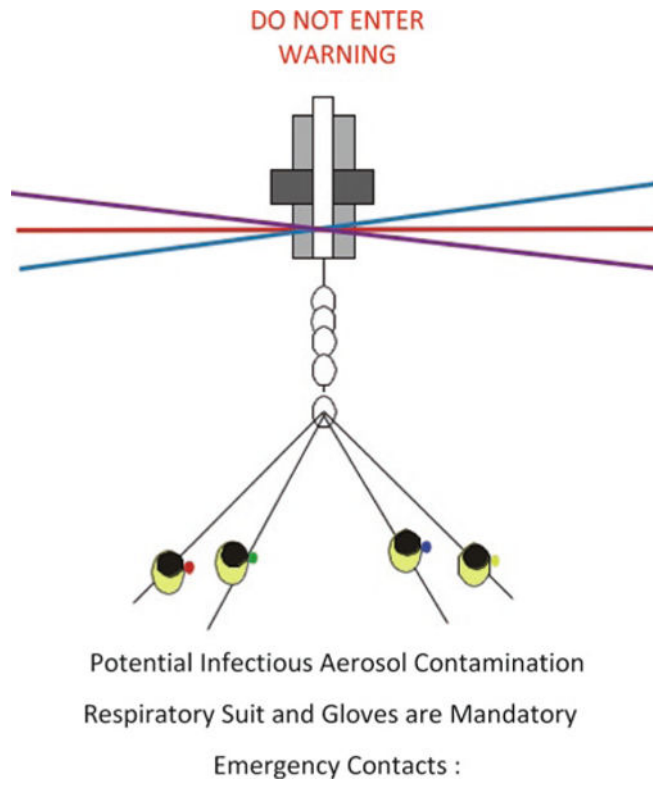 DO NOT ENTER
WARNING
Potential Infectious Aerosol Contamination
Respiratory Suit and Gloves are Mandatory
Emergency Contacts :